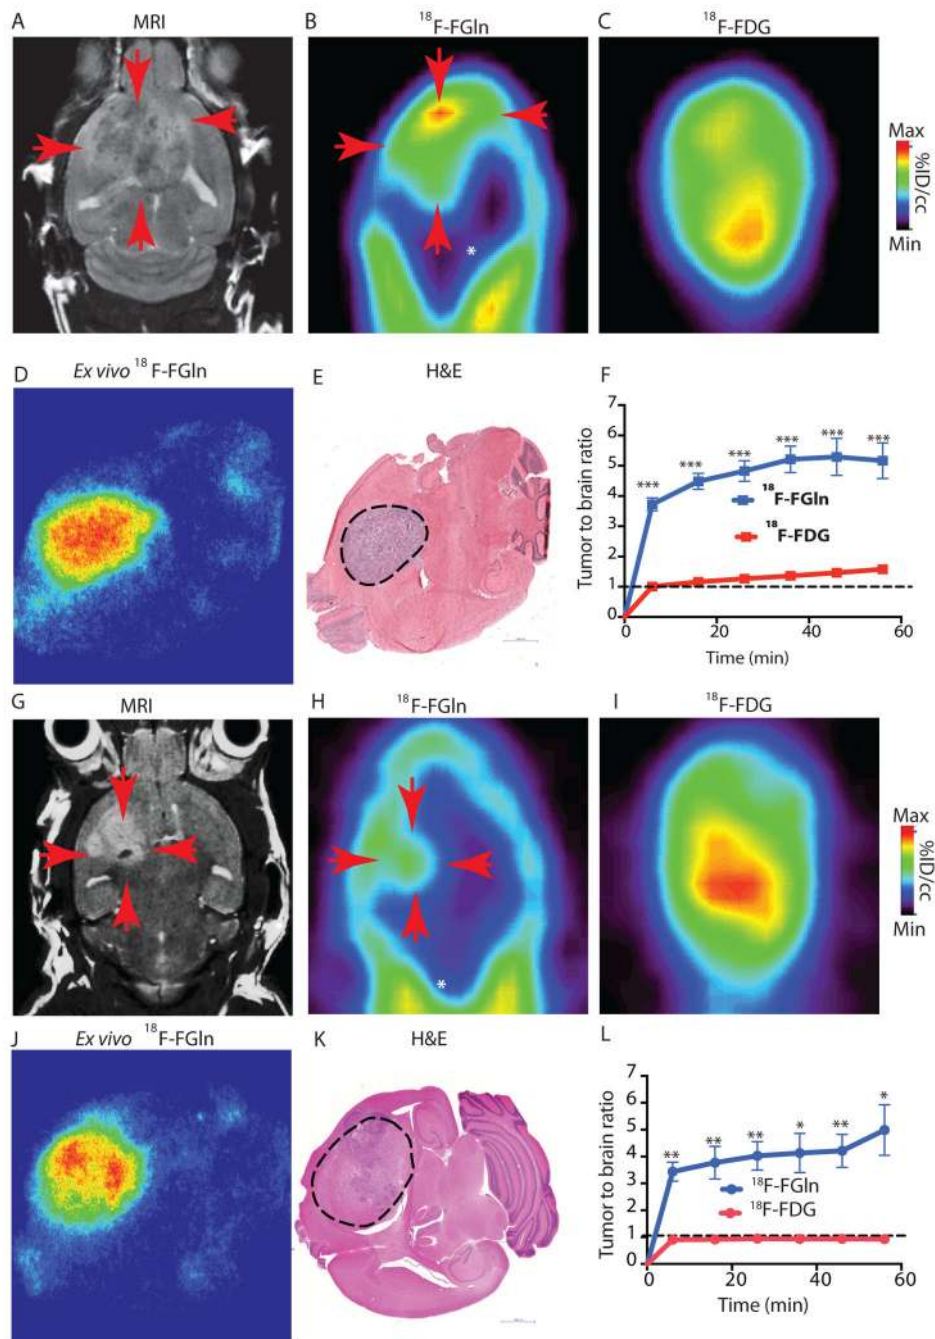 A MRI
B ¹⁸F-FGln
C ¹⁸F-FDG
Max
%ID/cc
Min
*
D Ex vivo ¹⁸F-FGln
E H&E
F
7
6
5
4
3
2
1
0
Tumor to brain ratio
*** *** *** *** *** ***
¹⁸F-FGln
¹⁸F-FDG
0 20 40 60
Time (min)
G MRI
H ¹⁸F-FGln
I ¹⁸F-FDG
Max
%ID/cc
Min
*
J Ex vivo ¹⁸F-FGln
K H&E
L
7
6
5
4
3
2
1
0
Tumor to brain ratio
** ** ** * ** *
¹⁸F-FGln
¹⁸F-FDG
0 20 40 60
Time (min)